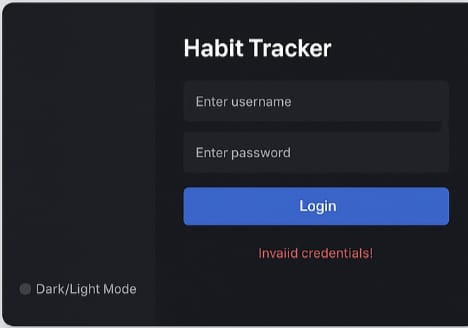 Habit Tracker
Enter username
Enter password
Login
Invaiid credentials!
Dark/Light Mode